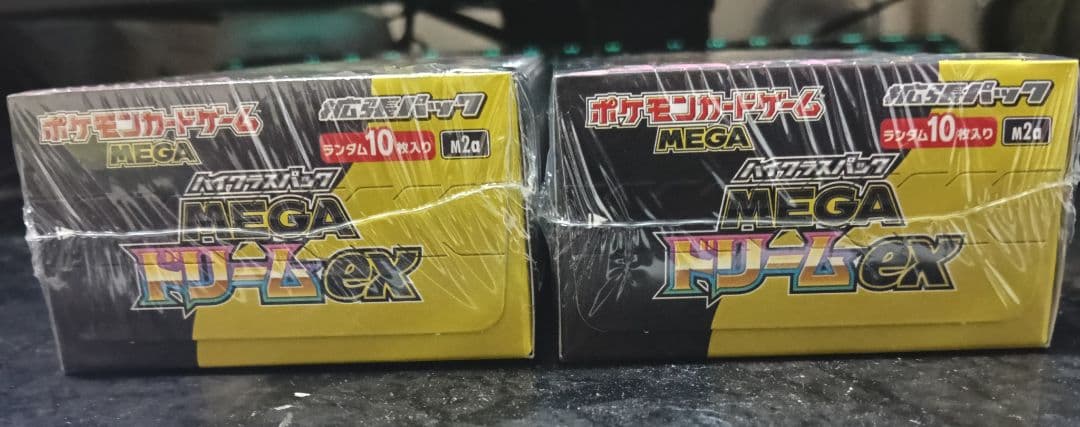 ポケモンカードゲーム
MEGA
拡張パック
ランダム10枚入り
M2a
ハイクラスパック
MEGA
ドリームex
ポケモンカードゲーム
MEGA
拡張パック
ランダム10枚入り
M2a
ハイクラスパック
MEGA
ドリームex